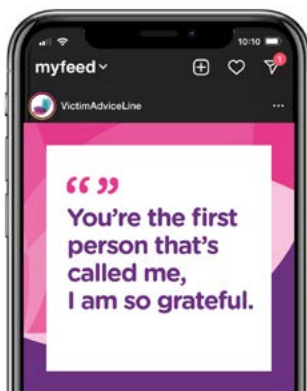 10:10
myfeed
1
VictimAdviceLine
“ ”
You're the first
person that's
called me,
I am so grateful.